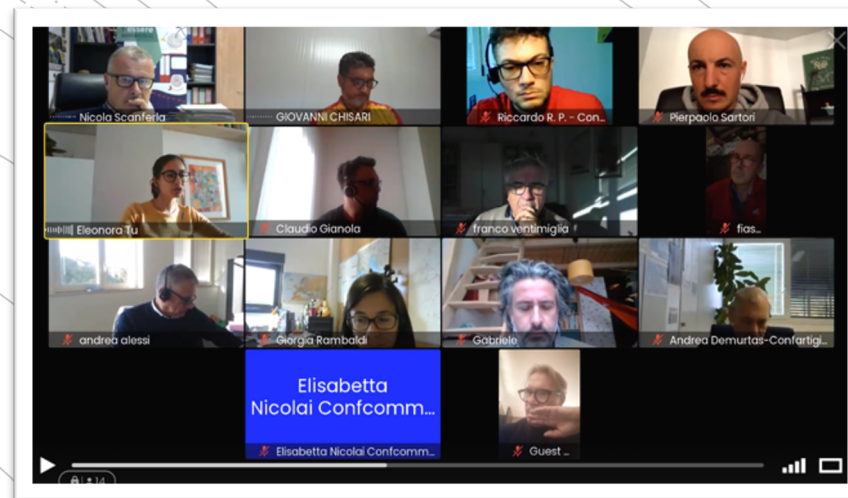 essere
Nicola Scanferla
GIOVANNI CHISARI
Riccardo R. P. - Con...
Pierpaolo Sartori
Eleonora Tu
Claudio Gianola
franco ventimiglia
fias...
andrea alessi
Giorgia Rambaldi
Gabriele
Andrea Demurtas-Confartigi...
Elisabetta
Nicolai Confcomm...
Elisabetta Nicolai Confcomm...
Guest ...
14